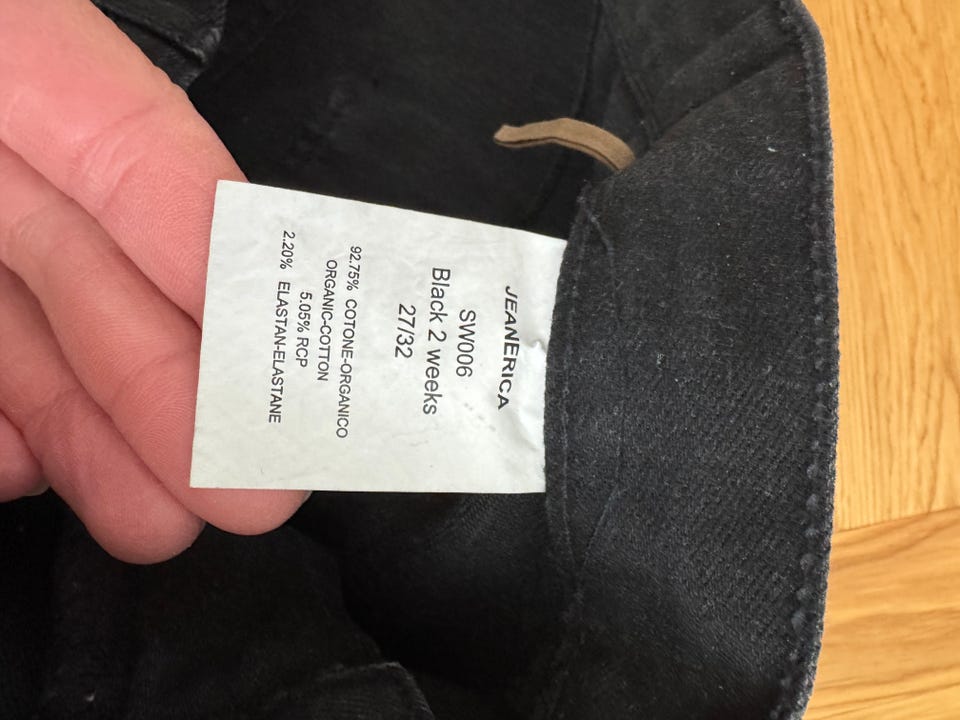 JEANERICA
SW006
Black 2 weeks
27/32
92.75% COTONE-ORGANICO
ORGANIC-COTTON
5.05% RCP
2.20% ELASTAN-ELASTANE